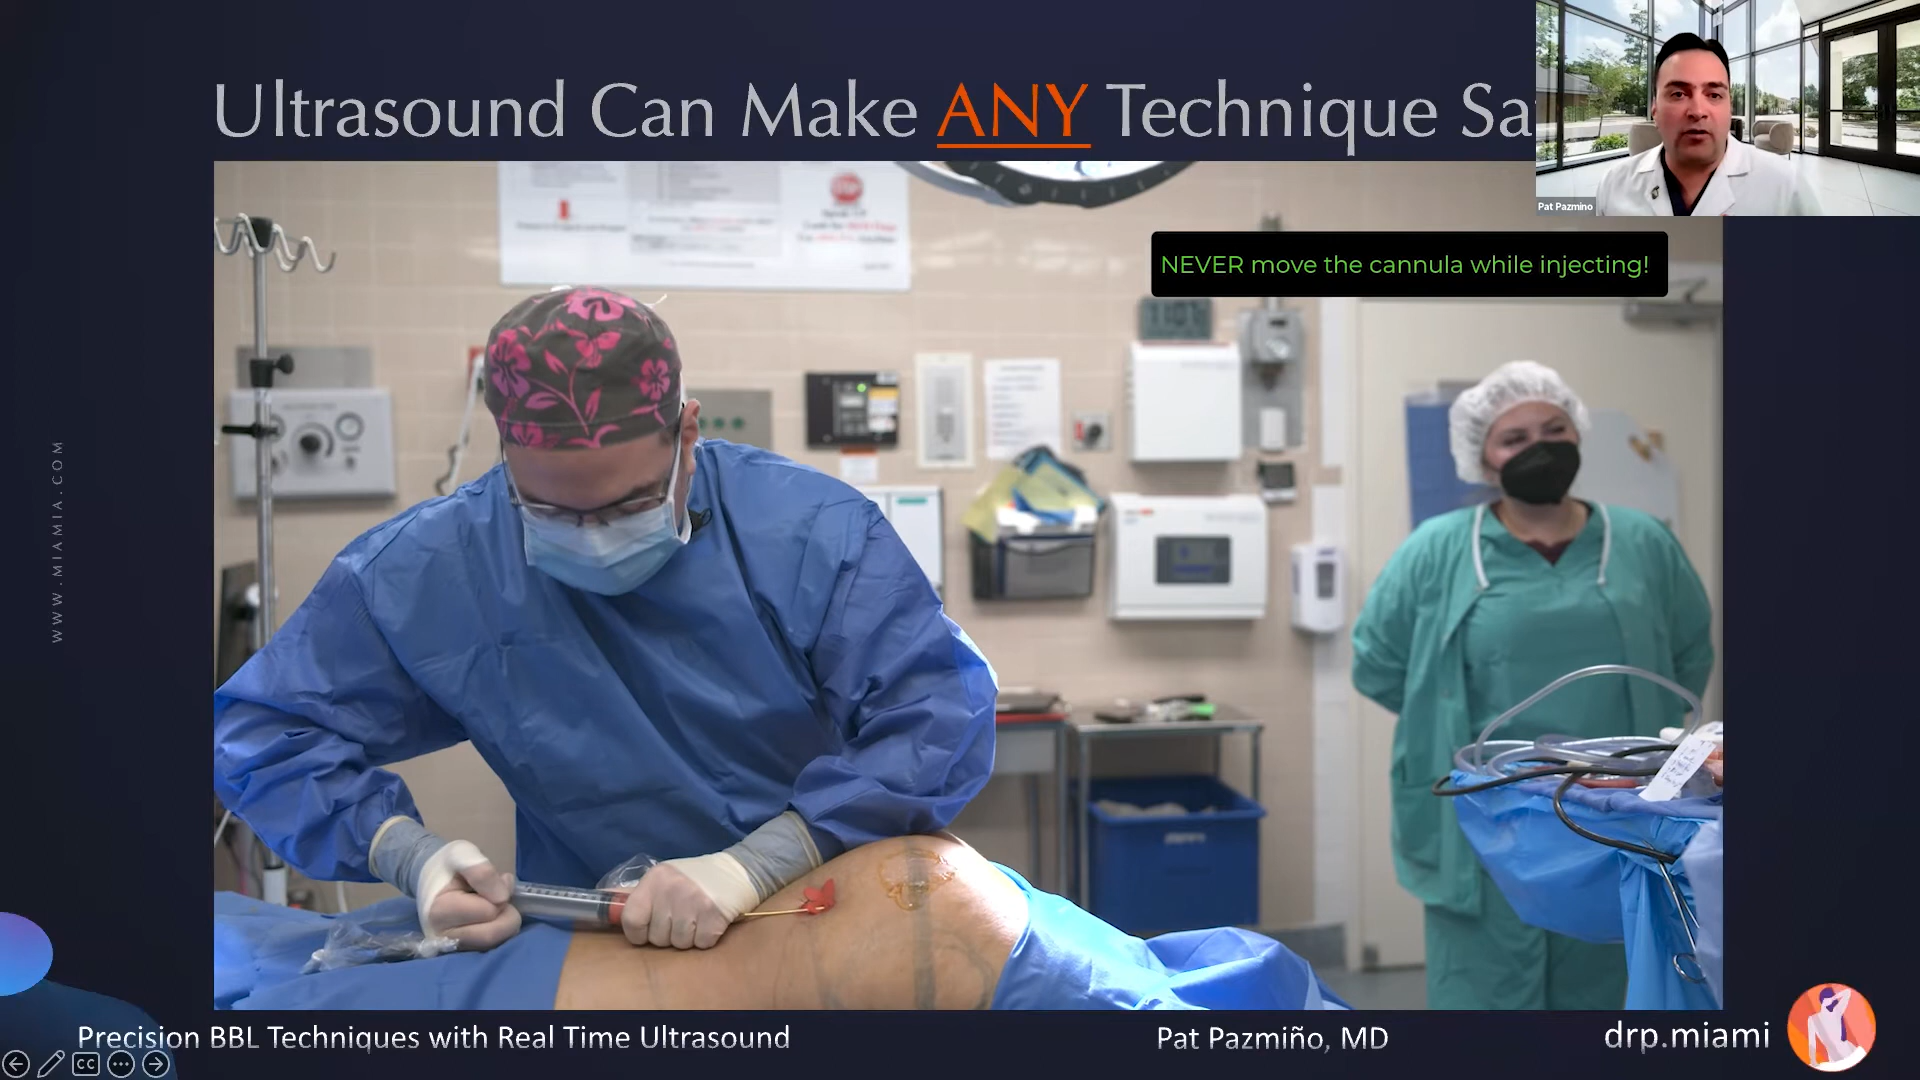 Ultrasound Can Make ANY Technique Sa
Pat Pazmino
NEVER move the cannula while injecting!
WWW.MIAMIA.COM
Precision BBL Techniques with Real Time Ultrasound
Pat Pazmiño, MD
drp.miami
CC